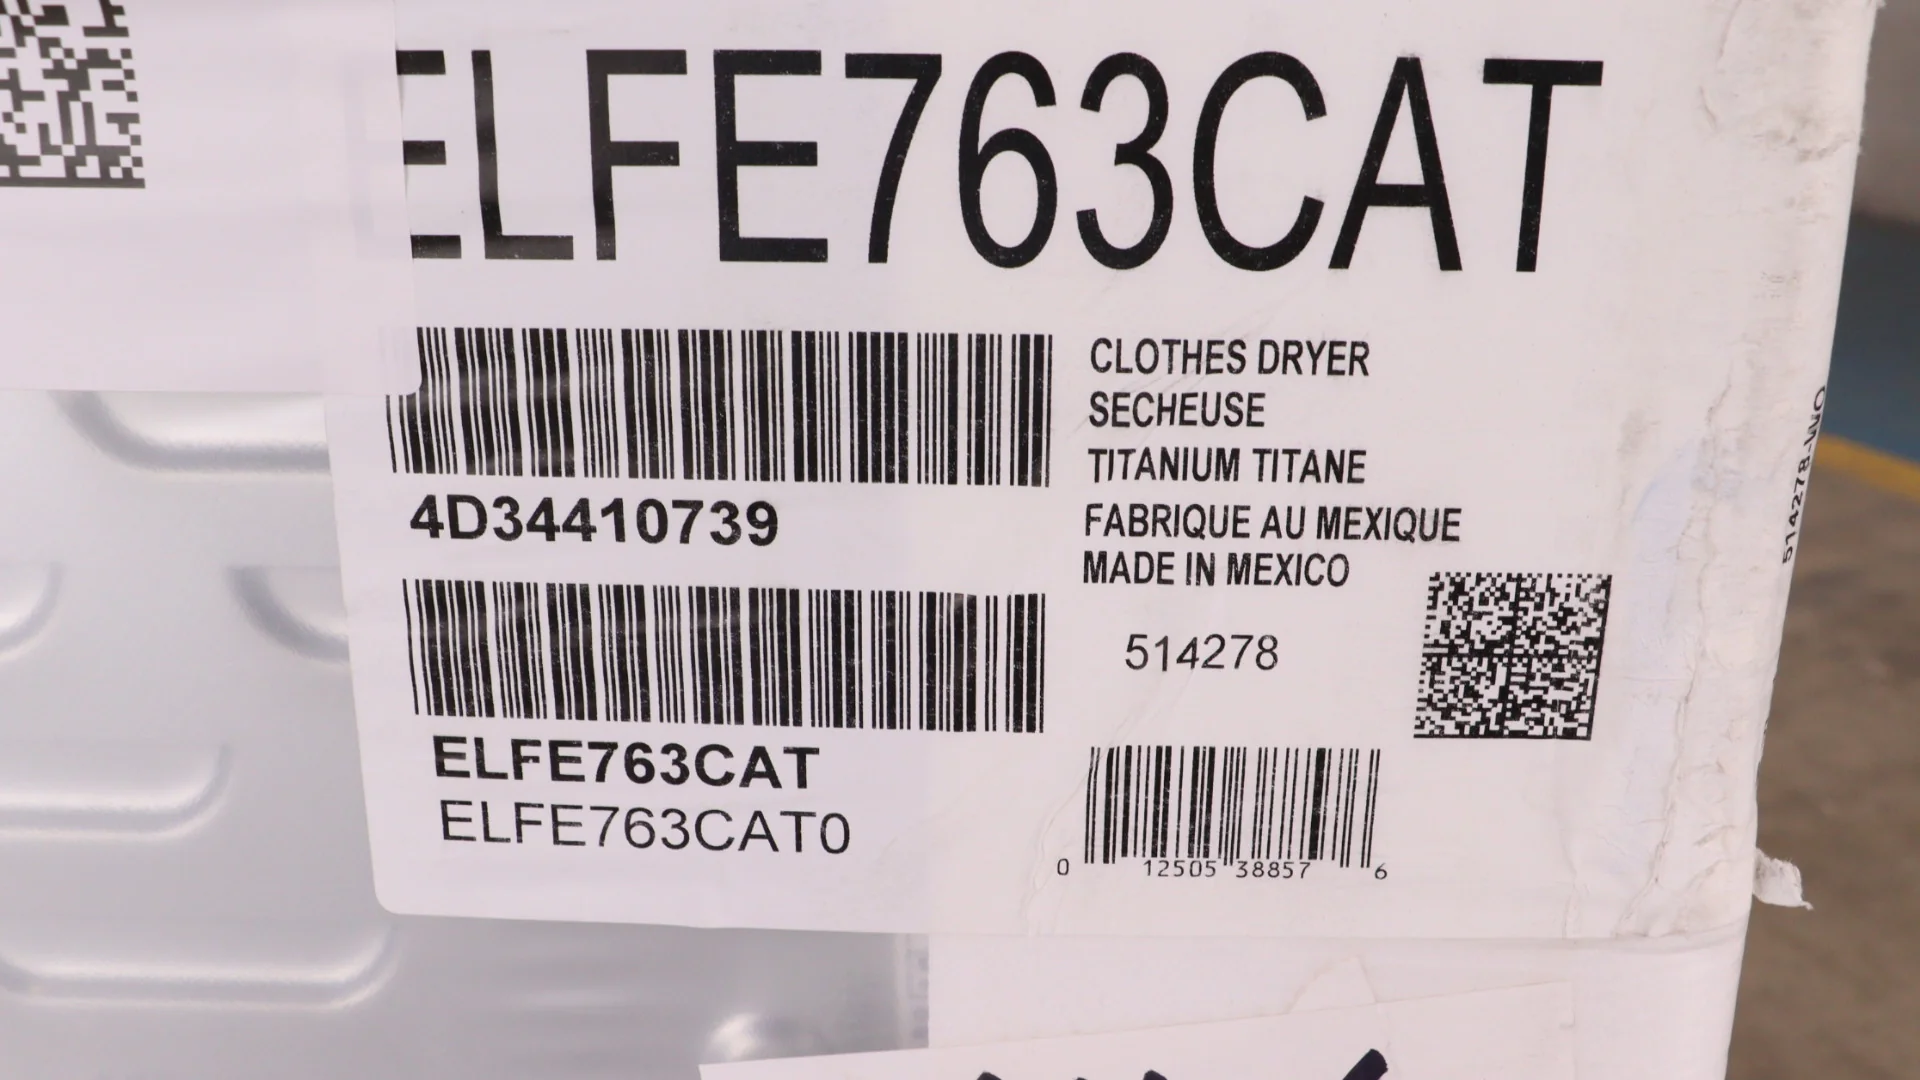 ELFE763CAT
CLOTHES DRYER
SECHEUSE
TITANIUM TITANE
FABRIQUE AU MEXIQUE
MADE IN MEXICO
4D34410739
514278
ELFE763CAT
ELFE763CAT0
0 12505 38857 6
514278-WO